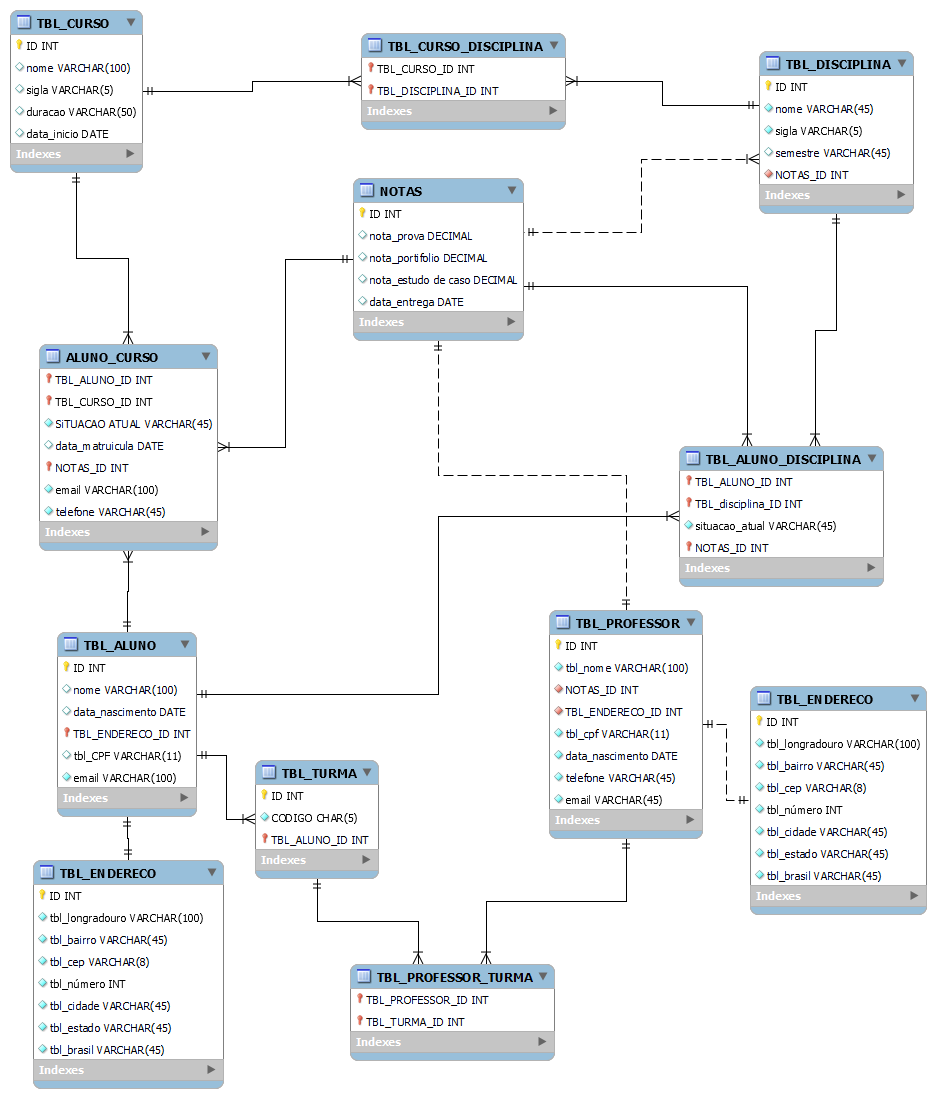 TBL_CURSO
ID INT
nome VARCHAR(100)
sigla VARCHAR(5)
duracao VARCHAR(50)
data_inicio DATE
Indexes
TBL_CURSO_DISCIPLINA
TBL_CURSO_ID INT
TBL_DISCIPLINA_ID INT
Indexes
TBL_DISCIPLINA
ID INT
nome VARCHAR(45)
sigla VARCHAR(5)
semestre VARCHAR(45)
NOTAS_ID INT
Indexes
NOTAS
ID INT
nota_prova DECIMAL
nota_portifolio DECIMAL
nota_estudo de caso DECIMAL
data_entrega DATE
Indexes
ALUNO_CURSO
TBL_ALUNO_ID INT
TBL_CURSO_ID INT
SiTUACAO ATUAL VARCHAR(45)
data_matruicula DATE
NOTAS_ID INT
email VARCHAR(100)
telefone VARCHAR(45)
Indexes
TBL_ALUNO_DISCIPLINA
TBL_ALUNO_ID INT
TBL_disciplina_ID INT
situacao_atual VARCHAR(45)
NOTAS_ID INT
Indexes
TBL_ALUNO
ID INT
nome VARCHAR(100)
data_nascimento DATE
TBL_ENDERECO_ID INT
tbl_CPF VARCHAR(11)
email VARCHAR(100)
Indexes
TBL_PROFESSOR
ID INT
tbl_nome VARCHAR(100)
NOTAS_ID INT
TBL_ENDERECO_ID INT
tbl_cpf VARCHAR(11)
data_nascimento DATE
telefone VARCHAR(45)
email VARCHAR(45)
Indexes
TBL_ENDERECO
ID INT
tbl_longradouro VARCHAR(100)
tbl_bairro VARCHAR(45)
tbl_cep VARCHAR(8)
tbl_número INT
tbl_cidade VARCHAR(45)
tbl_estado VARCHAR(45)
tbl_brasil VARCHAR(45)
Indexes
TBL_TURMA
ID INT
CODIGO CHAR(5)
TBL_ALUNO_ID INT
Indexes
TBL_ENDERECO
ID INT
tbl_longradouro VARCHAR(100)
tbl_bairro VARCHAR(45)
tbl_cep VARCHAR(8)
tbl_número INT
tbl_cidade VARCHAR(45)
tbl_estado VARCHAR(45)
tbl_brasil VARCHAR(45)
Indexes
TBL_PROFESSOR_TURMA
TBL_PROFESSOR_ID INT
TBL_TURMA_ID INT
Indexes